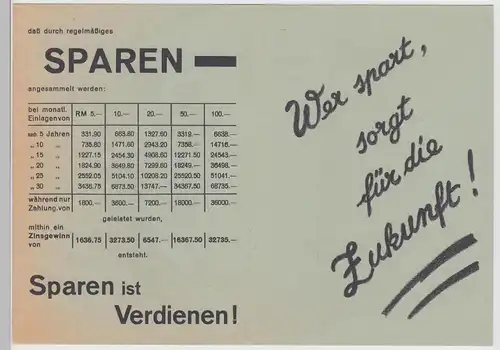 daß durch regelmäßiges
SPAREN —
angesammelt werden:
bei monatl. Einlagen von RM 5.— 10.— 20.— 50.— 100.—
nach 5 Jahren 331.90 663.80 1327.60 3319.— 6638.—
„ 10 „ 735.80 1471.60 2943.20 7358.— 14716.—
„ 15 „ 1227.15 2454.30 4908.60 12271.50 24543.—
„ 20 „ 1824.90 3649.80 7299.60 18249.— 36498.—
„ 25 „ 2552.05 5104.10 10208.20 25520.50 51041.—
„ 30 „ 3436.75 6873.50 13747.— 34367.50 68735.—
während nur Zahlung von 1800.— 3600.— 7200.— 18000.— 36000.—
geleistet wurden,
mithin ein Zinsgewinn von 1636.75 3273.50 6547.— 16367.50 32735.—
entsteht.
Sparen ist
Verdienen!
Wer spart,
sorgt
für die
Zukunft!